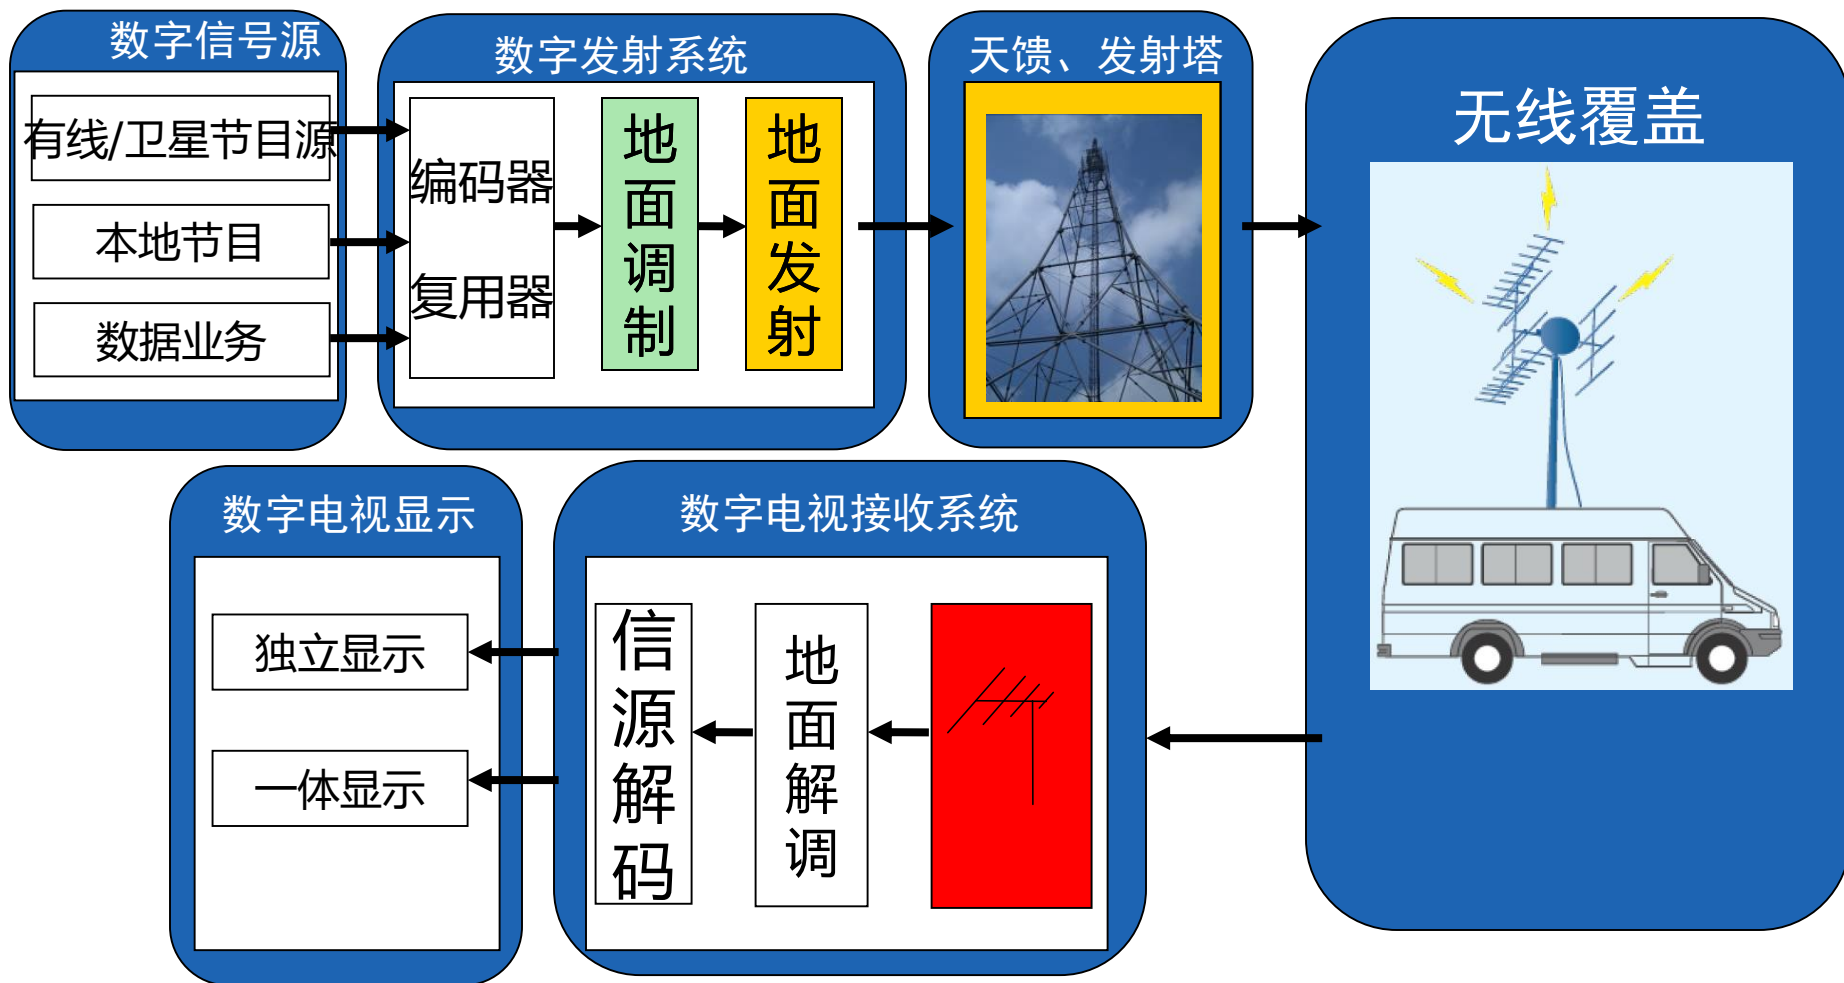 数字信号源
有线/卫星节目源
本地节目
数据业务
数字发射系统
编码器
复用器
地面调制
地面发射
天馈、发射塔
无线覆盖
数字电视显示
独立显示
一体显示
数字电视接收系统
信源解码
地面解调